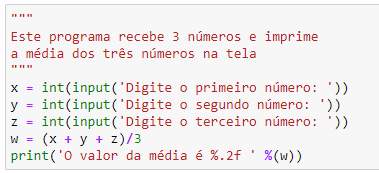 """
Este programa recebe 3 números e imprime
a média dos três números na tela
"""
x = int(input('Digite o primeiro número: '))
y = int(input('Digite o segundo número: '))
z = int(input('Digite o terceiro número: '))
w = (x + y + z)/3
print('O valor da média é %.2f ' %(w))